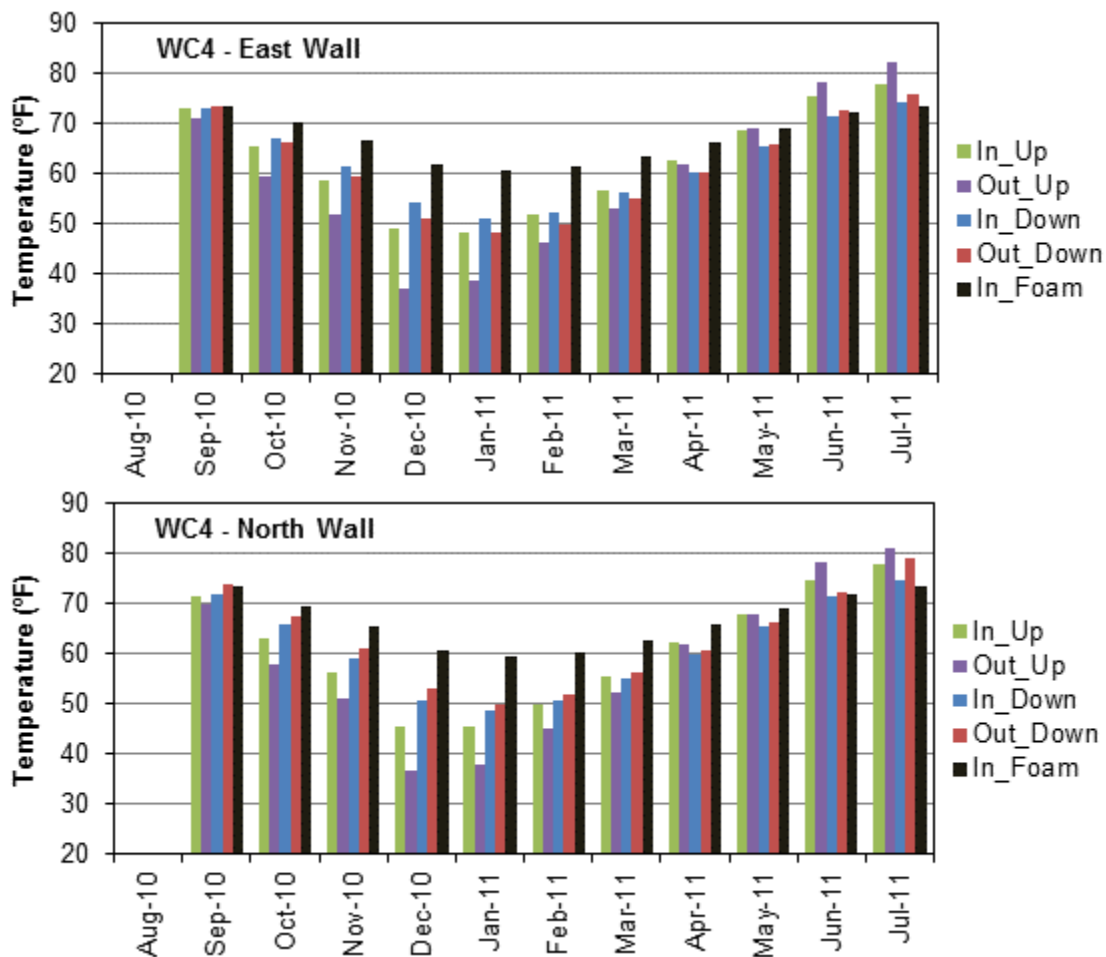 WC4 - East Wall
Temperature (ºF)
90
80
70
60
50
40
30
20
Aug-10
Sep-10
Oct-10
Nov-10
Dec-10
Jan-11
Feb-11
Mar-11
Apr-11
May-11
Jun-11
Jul-11
In_Up
Out_Up
In_Down
Out_Down
In_Foam
WC4 - North Wall
Temperature (ºF)
90
80
70
60
50
40
30
20
Aug-10
Sep-10
Oct-10
Nov-10
Dec-10
Jan-11
Feb-11
Mar-11
Apr-11
May-11
Jun-11
Jul-11
In_Up
Out_Up
In_Down
Out_Down
In_Foam